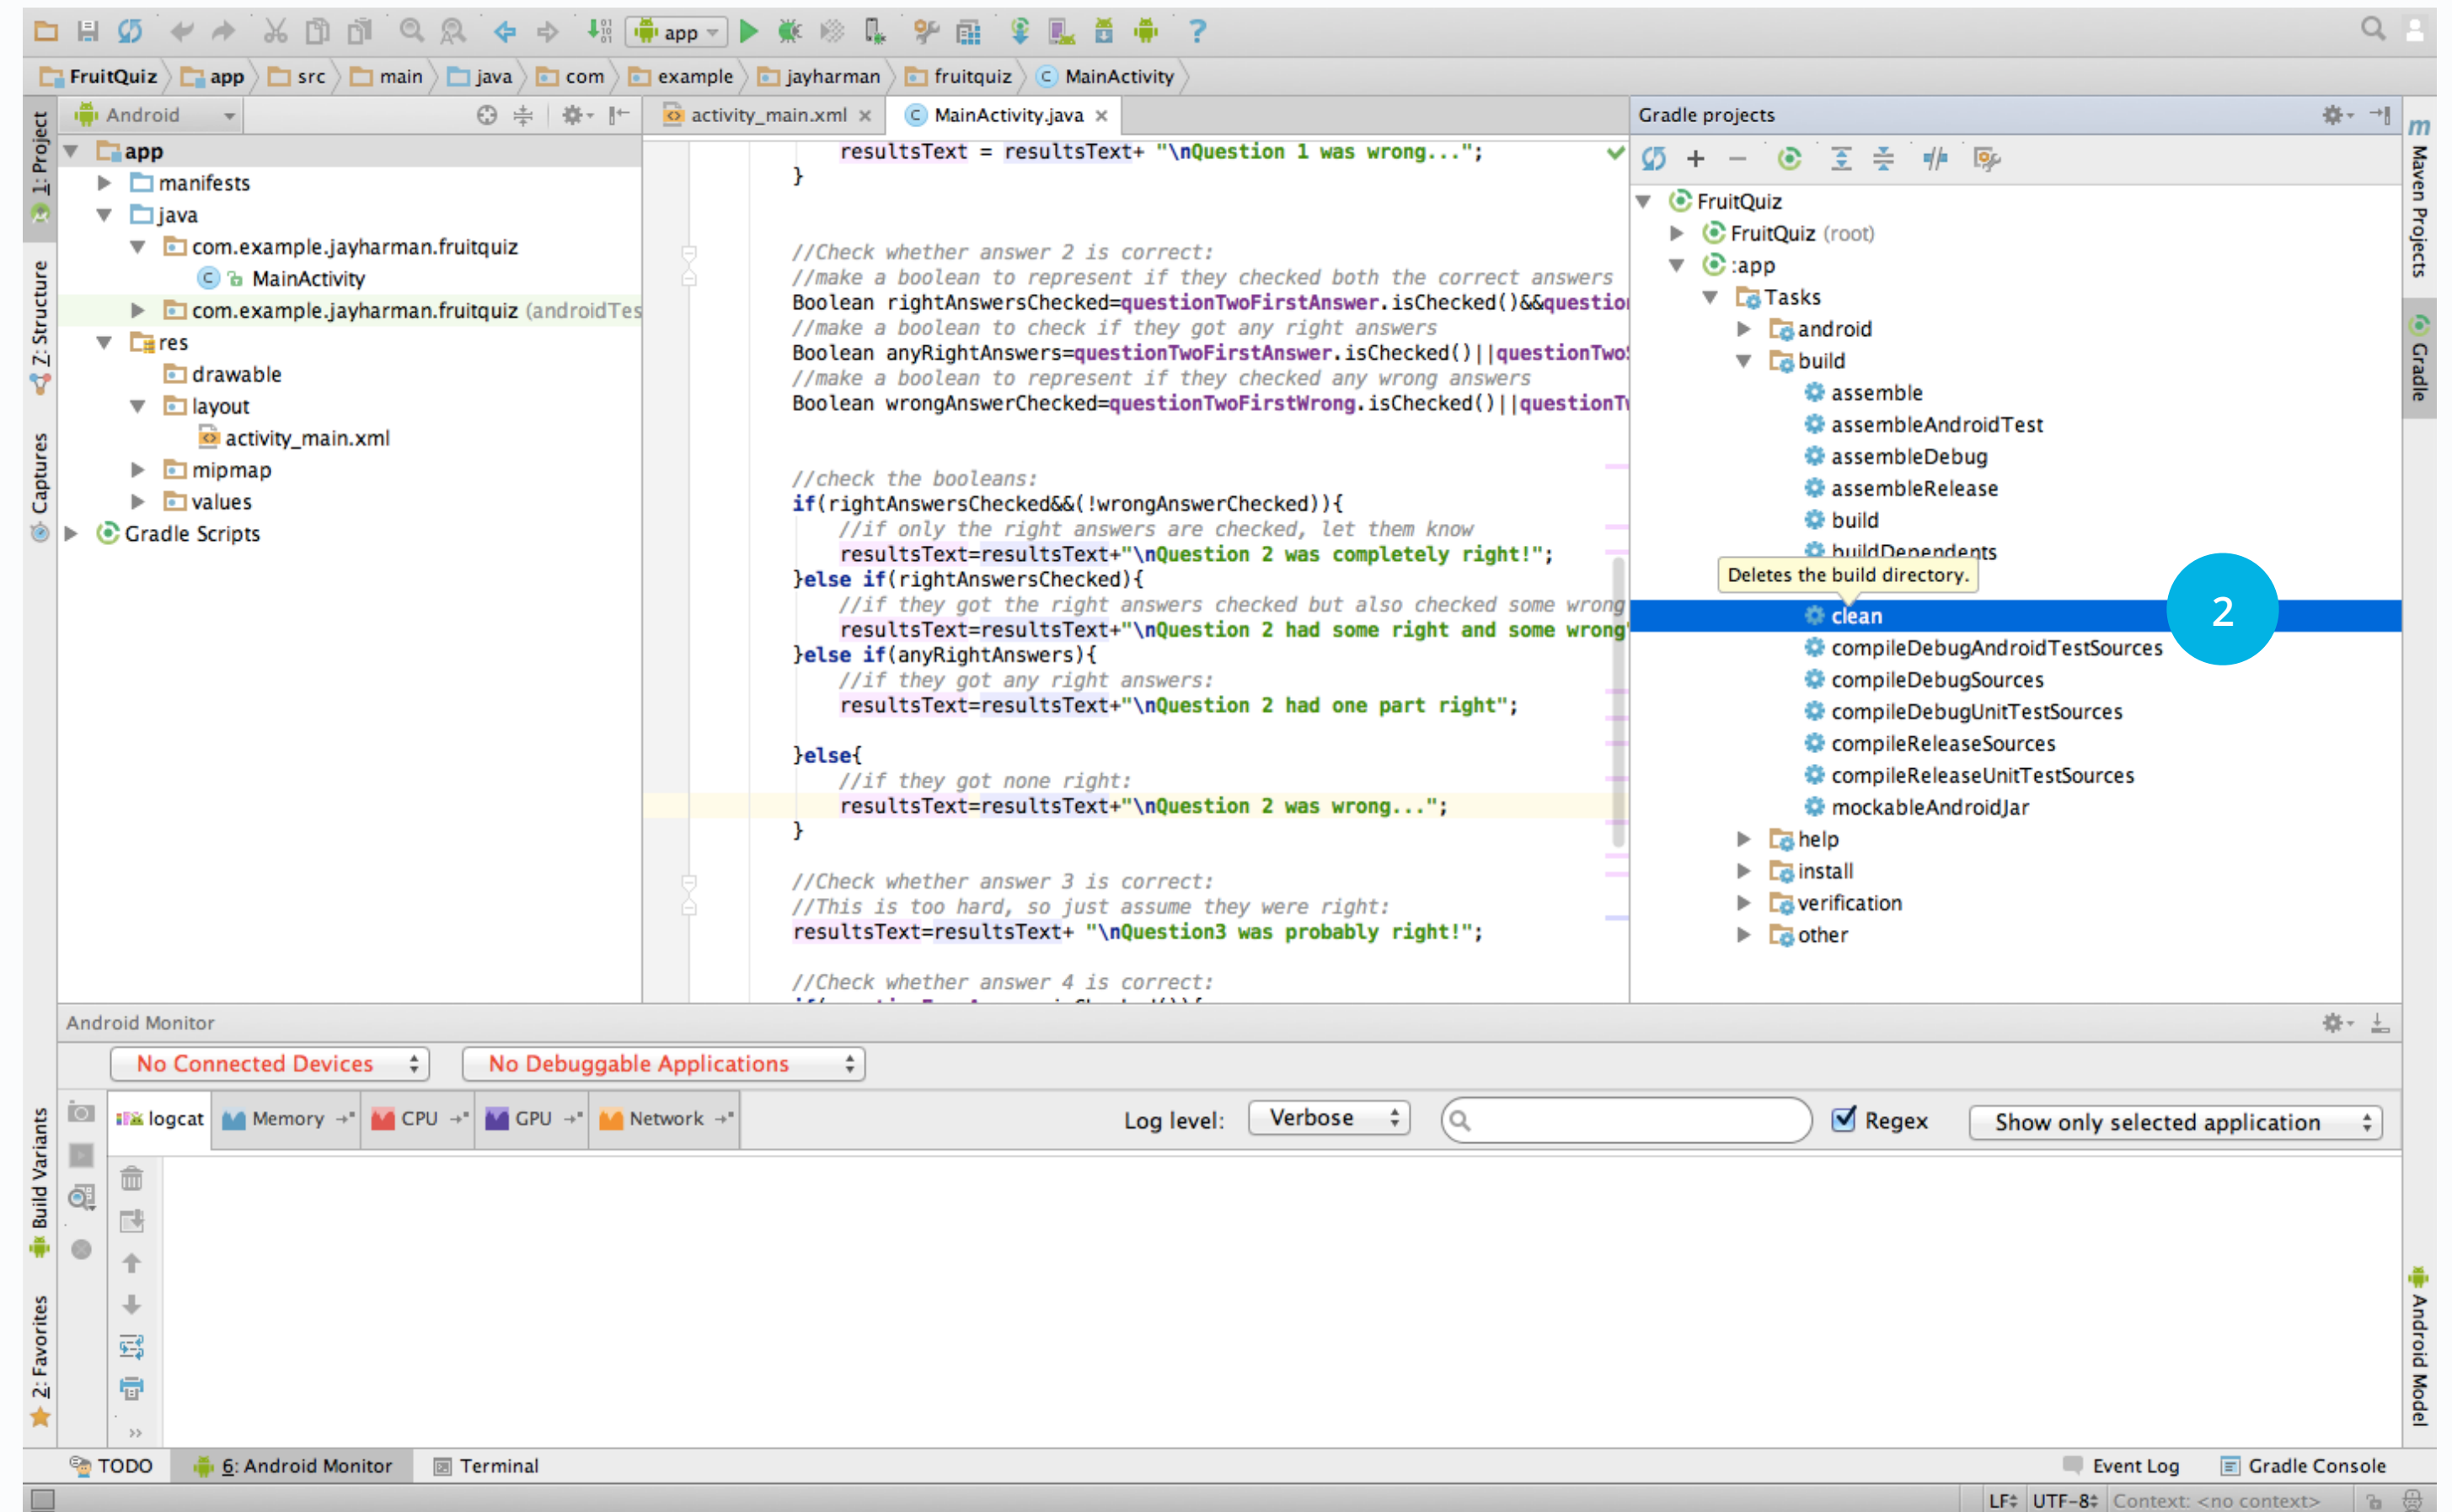 app
FruitQuiz app src main java com example jayharman fruitquiz MainActivity
1: Project
Z: Structure
Captures
Build Variants
2: Favorites
Android
app
manifests
java
com.example.jayharman.fruitquiz
MainActivity
com.example.jayharman.fruitquiz (androidTes
res
drawable
layout
activity_main.xml
mipmap
values
Gradle Scripts
activity_main.xml MainActivity.java
resultsText = resultsText+ "\nQuestion 1 was wrong...";
}
//Check whether answer 2 is correct:
//make a boolean to represent if they checked both the correct answers
Boolean rightAnswersChecked=questionTwoFirstAnswer.isChecked()&&questio
//make a boolean to check if they got any right answers
Boolean anyRightAnswers=questionTwoFirstAnswer.isChecked()||questionTwo
//make a boolean to represent if they checked any wrong answers
Boolean wrongAnswerChecked=questionTwoFirstWrong.isChecked()||questionT
//check the booleans:
if(rightAnswersChecked&&(!wrongAnswerChecked)){
//if only the right answers are checked, let them know
resultsText=resultsText+"\nQuestion 2 was completely right!";
}else if(rightAnswersChecked){
//if they got the right answers checked but also checked some wrong
resultsText=resultsText+"\nQuestion 2 had some right and some wrong
}else if(anyRightAnswers){
//if they got any right answers:
resultsText=resultsText+"\nQuestion 2 had one part right";
}else{
//if they got none right:
resultsText=resultsText+"\nQuestion 2 was wrong...";
}
//Check whether answer 3 is correct:
//This is too hard, so just assume they were right:
resultsText=resultsText+ "\nQuestion3 was probably right!";
//Check whether answer 4 is correct:
Gradle projects
FruitQuiz
FruitQuiz (root)
:app
Tasks
android
build
assemble
assembleAndroidTest
assembleDebug
assembleRelease
build
buildDependents
Deletes the build directory.
clean
2
compileDebugAndroidTestSources
compileDebugSources
compileDebugUnitTestSources
compileReleaseSources
compileReleaseUnitTestSources
mockableAndroidJar
help
install
verification
other
m Maven Projects
Gradle
Android Model
Android Monitor
No Connected Devices No Debuggable Applications
logcat Memory CPU GPU Network Log level: Verbose Regex Show only selected application
TODO 6: Android Monitor Terminal Event Log Gradle Console
LF UTF-8 Context: <no context>